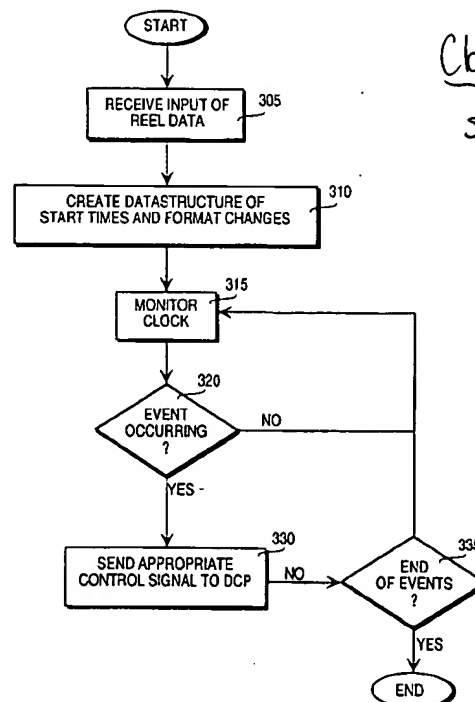 START
RECEIVE INPUT OF
REEL DATA
305
CREATE DATASTRUCTURE OF
START TIMES AND FORMAT CHANGES
310
MONITOR
CLOCK
315
EVENT
OCCURRING
?
320
NO
YES -
SEND APPROPRIATE
CONTROL SIGNAL TO DCP
330
NO
END
OF EVENTS
?
335
YES
END